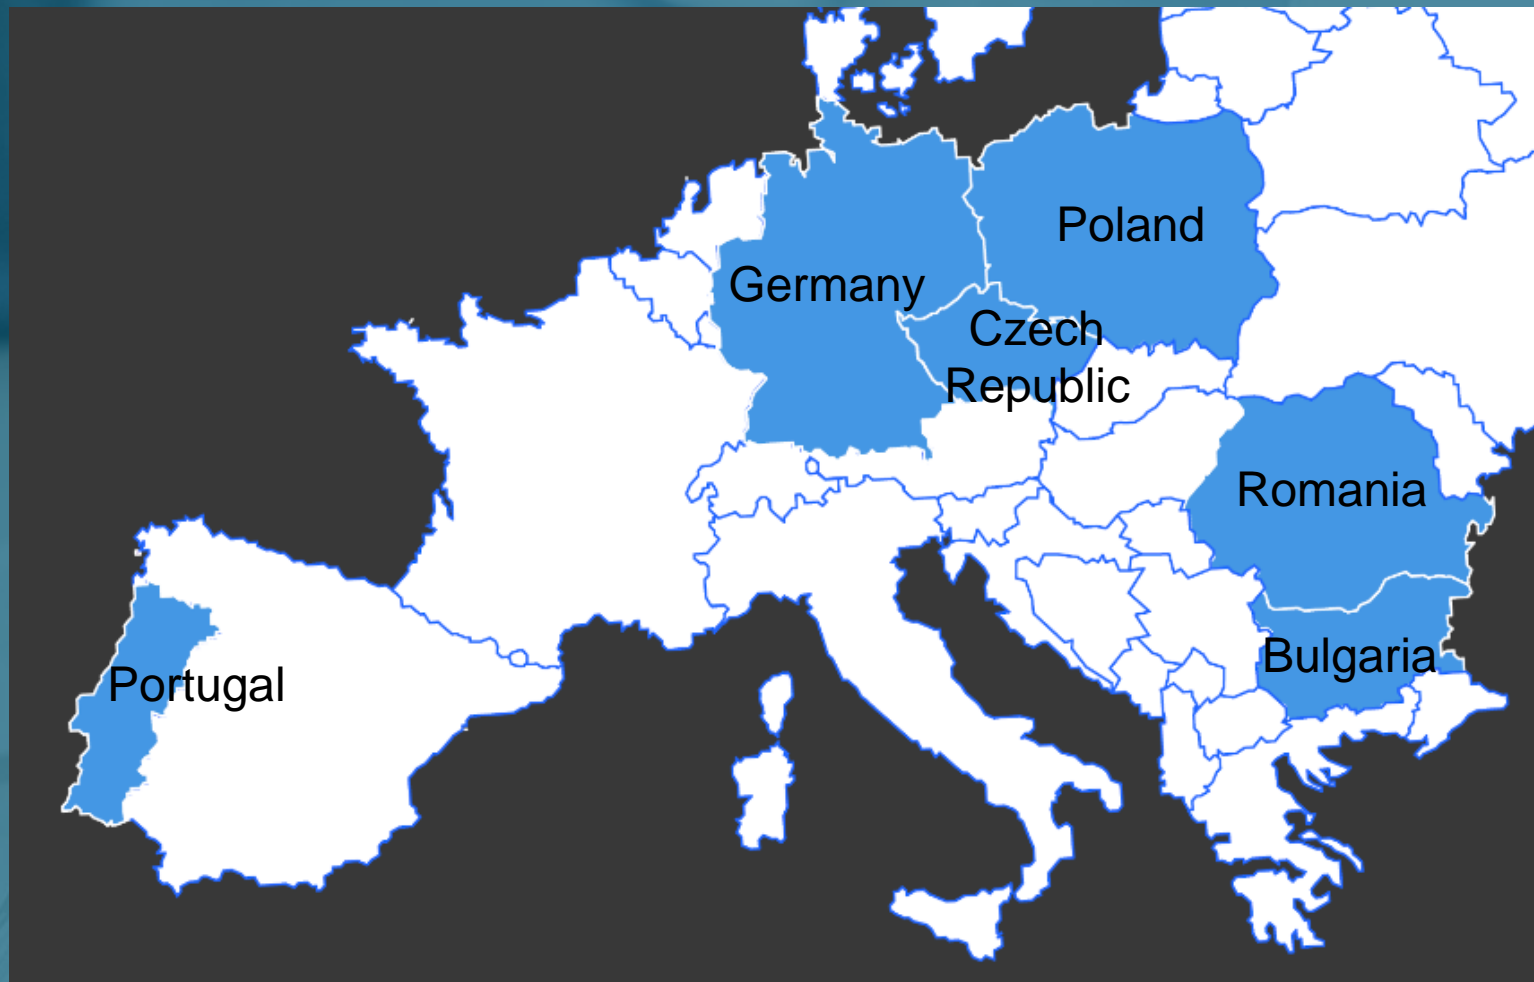 Poland
Germany
Czech
Republic
Romania
Bulgaria
Portugal